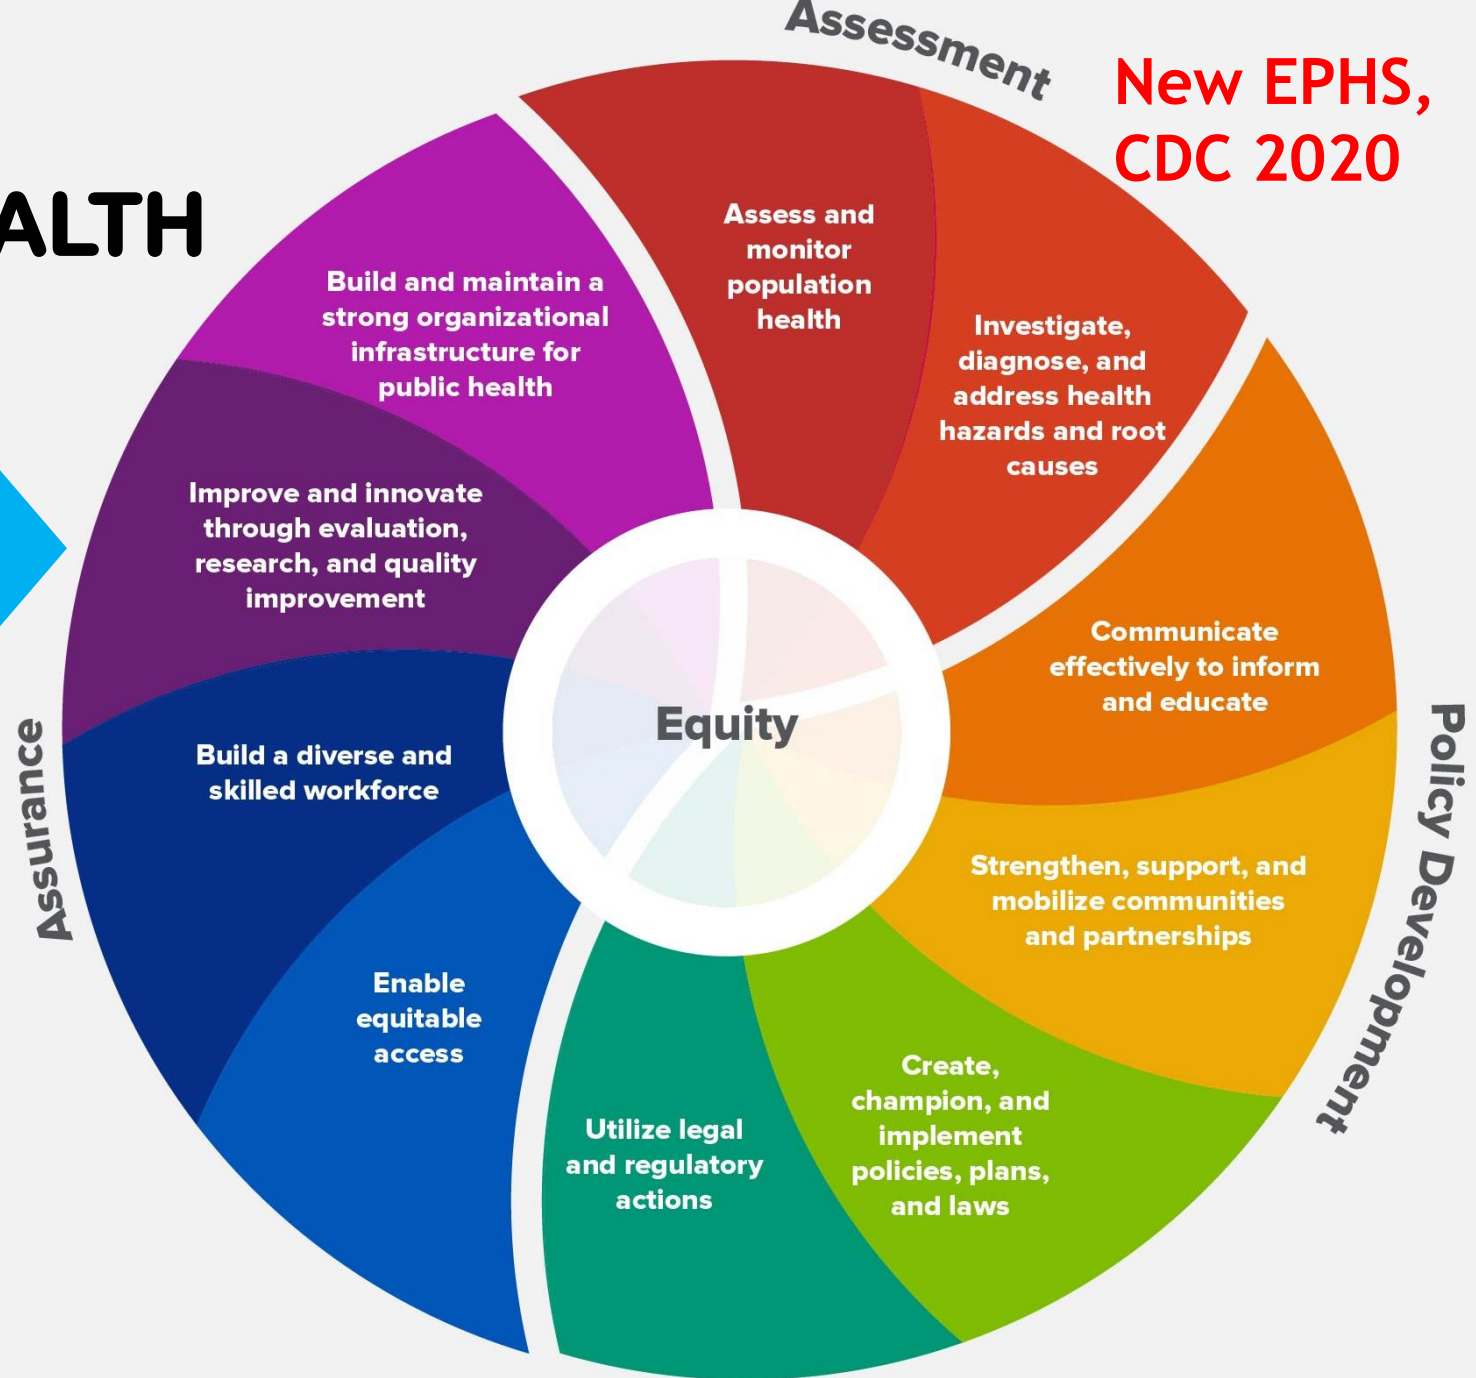 Assessment
New EPHS,
CDC 2020
ALTH
Assess and
monitor
population
health
Investigate,
diagnose, and
address health
hazards and root
causes
Communicate
effectively to inform
and educate
Strengthen, support, and
mobilize communities
and partnerships
Create,
champion, and
implement
policies, plans,
and laws
Utilize legal
and regulatory
actions
Enable
equitable
access
Build a diverse and
skilled workforce
Improve and innovate
through evaluation,
research, and quality
improvement
Build and maintain a
strong organizational
infrastructure for
public health
Equity
Policy Development
Assurance